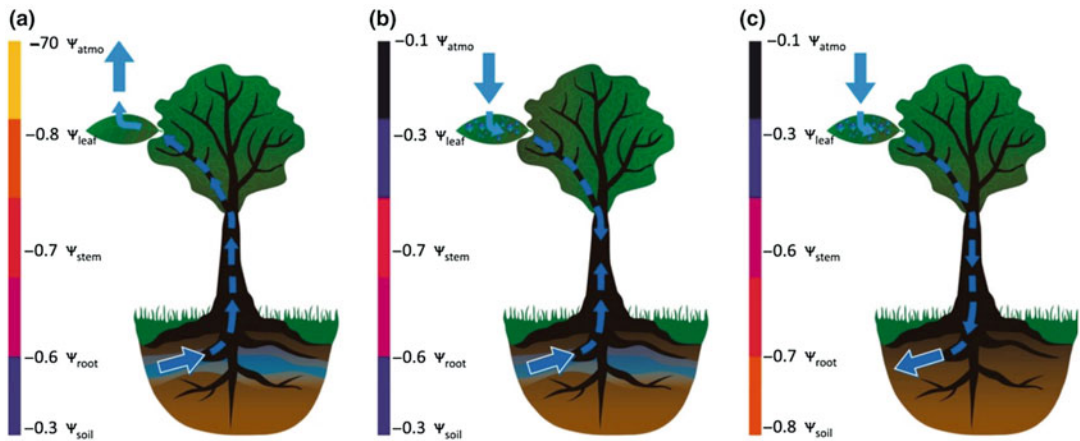 (a)
−70 Ψatmo
−0.8 Ψleaf
−0.7 Ψstem
−0.6 Ψroot
−0.3 Ψsoil
(b)
−0.1 Ψatmo
−0.3 Ψleaf
−0.7 Ψstem
−0.6 Ψroot
−0.3 Ψsoil
(c)
−0.1 Ψatmo
−0.3 Ψleaf
−0.6 Ψstem
−0.7 Ψroot
−0.8 Ψsoil